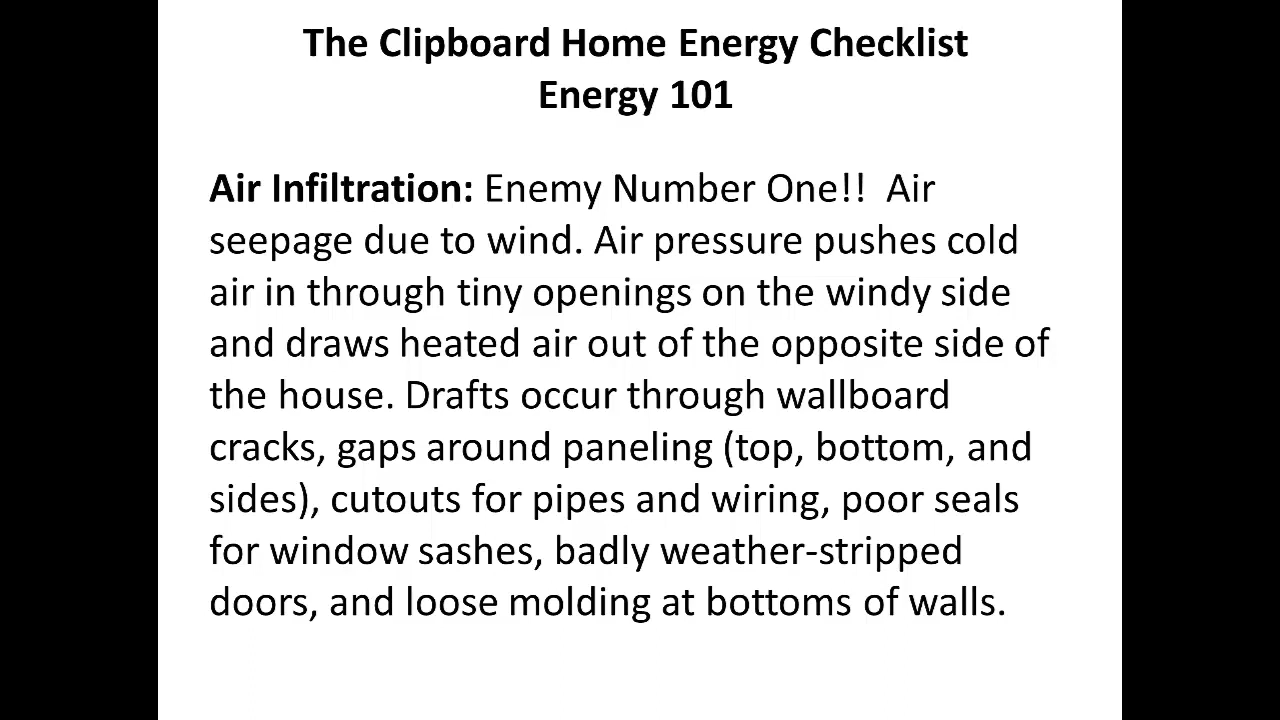 The Clipboard Home Energy Checklist
Energy 101
Air Infiltration: Enemy Number One!!  Air
seepage due to wind. Air pressure pushes cold
air in through tiny openings on the windy side
and draws heated air out of the opposite side of
the house. Drafts occur through wallboard
cracks, gaps around paneling (top, bottom, and
sides), cutouts for pipes and wiring, poor seals
for window sashes, badly weather-stripped
doors, and loose molding at bottoms of walls.